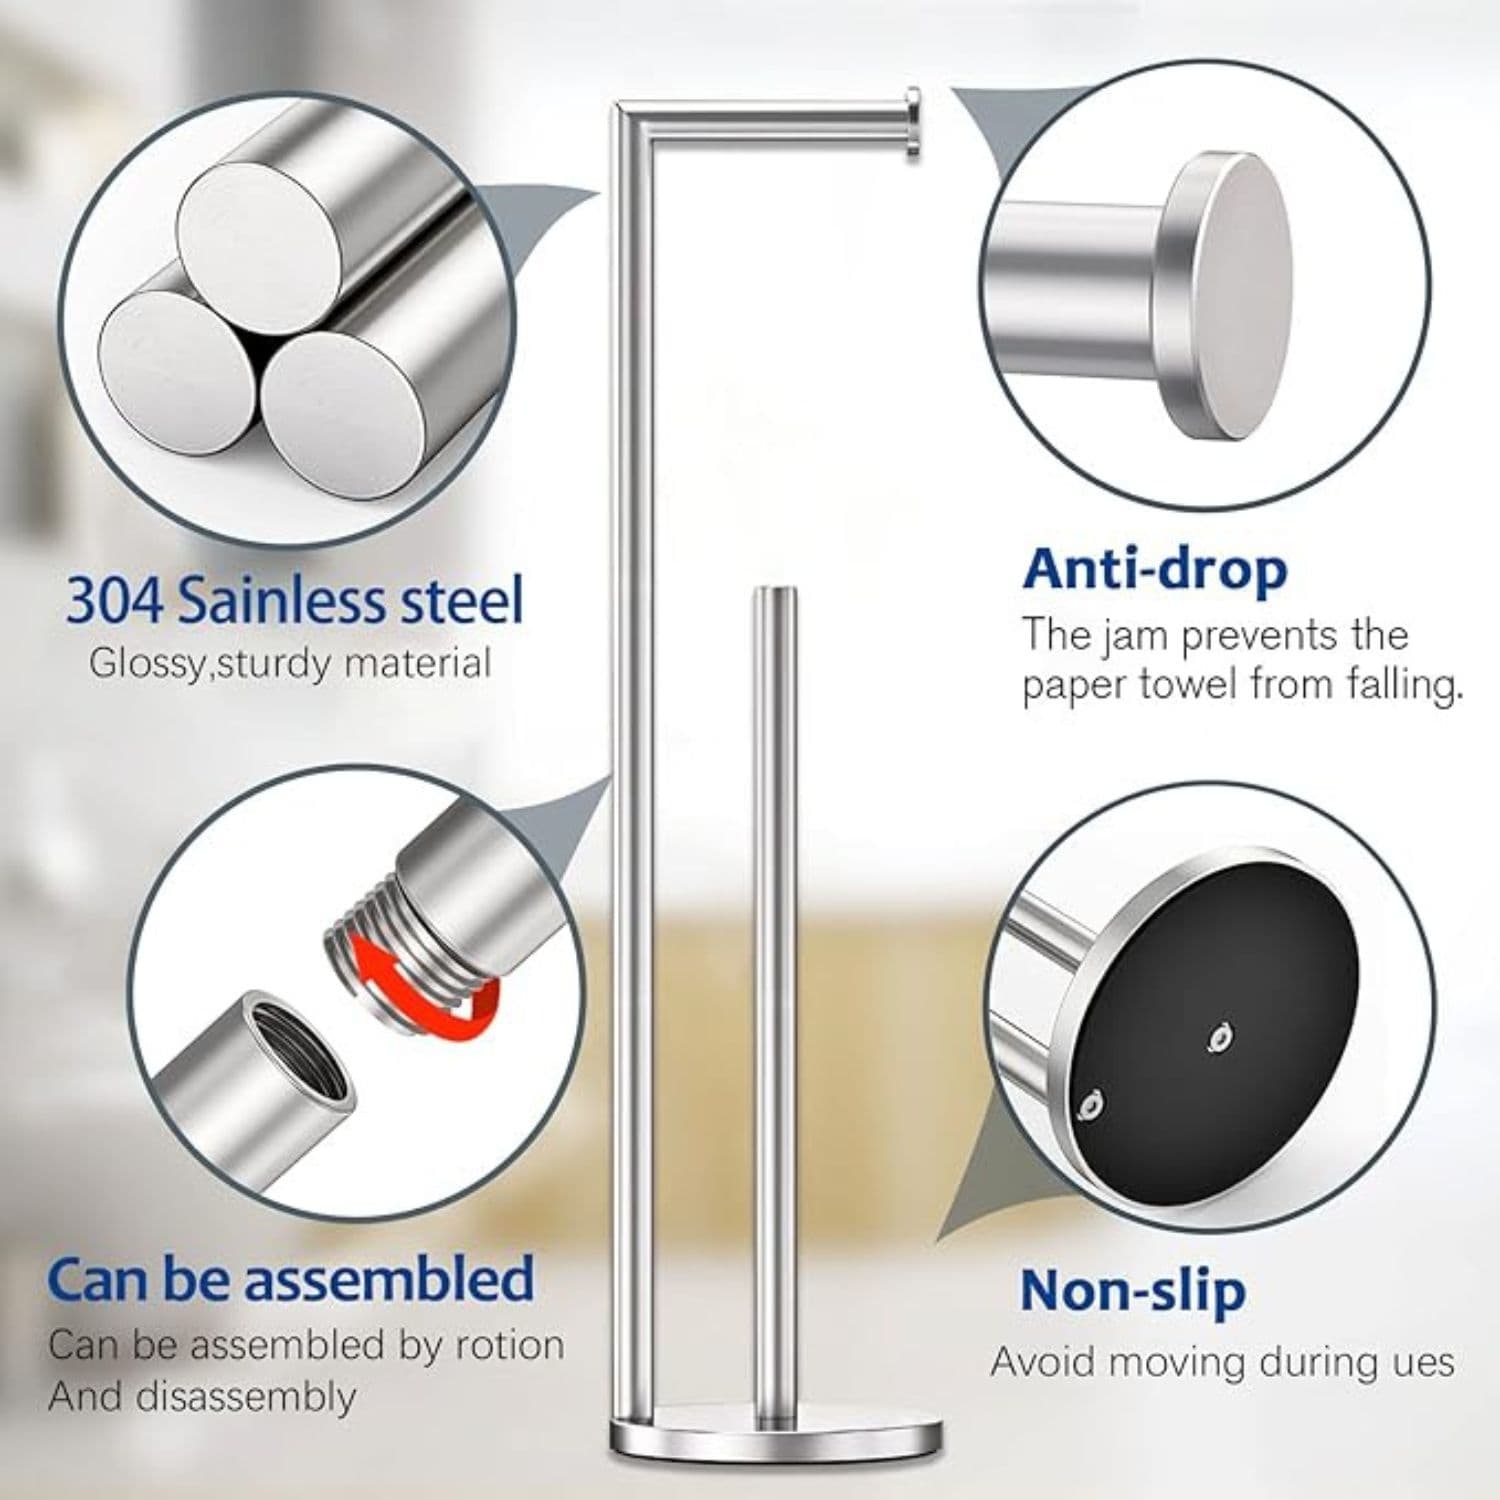 304 Sainless steel
Glossy,sturdy material
Anti-drop
The jam prevents the
paper towel from falling.
Can be assembled
Can be assembled by rotion
And disassembly
Non-slip
Avoid moving during ues